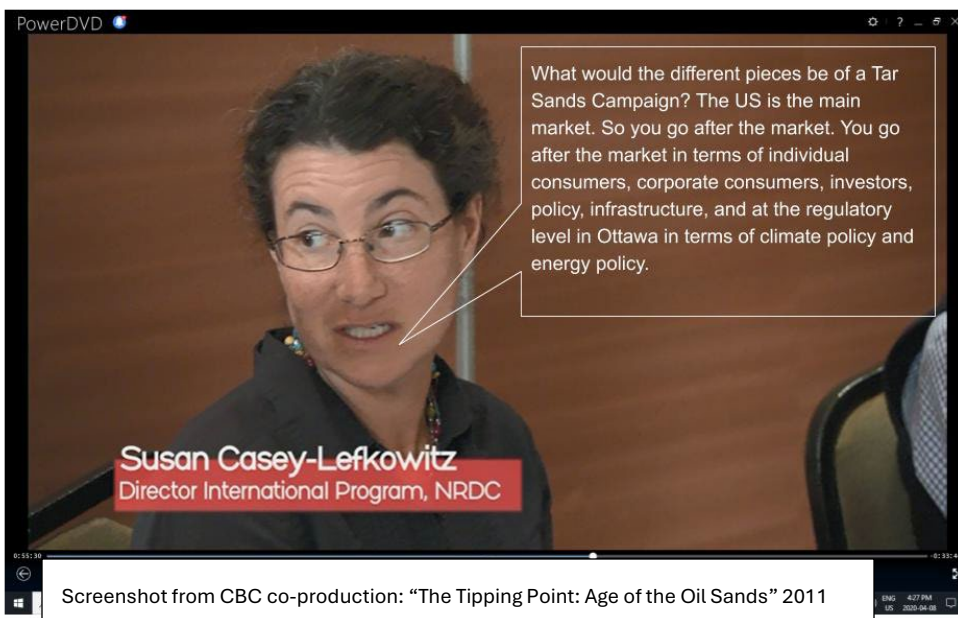 PowerDVD
?
What would the different pieces be of a Tar
Sands Campaign? The US is the main
market. So you go after the market. You go
after the market in terms of individual
consumers, corporate consumers, investors,
policy, infrastructure, and at the regulatory
level in Ottawa in terms of climate policy and
energy policy.
Susan Casey-Lefkowitz
Director International Program, NRDC
0:55:30
Screenshot from CBC co-production: “The Tipping Point: Age of the Oil Sands” 2011
ENG 4:27 PM
US 2020-04-08